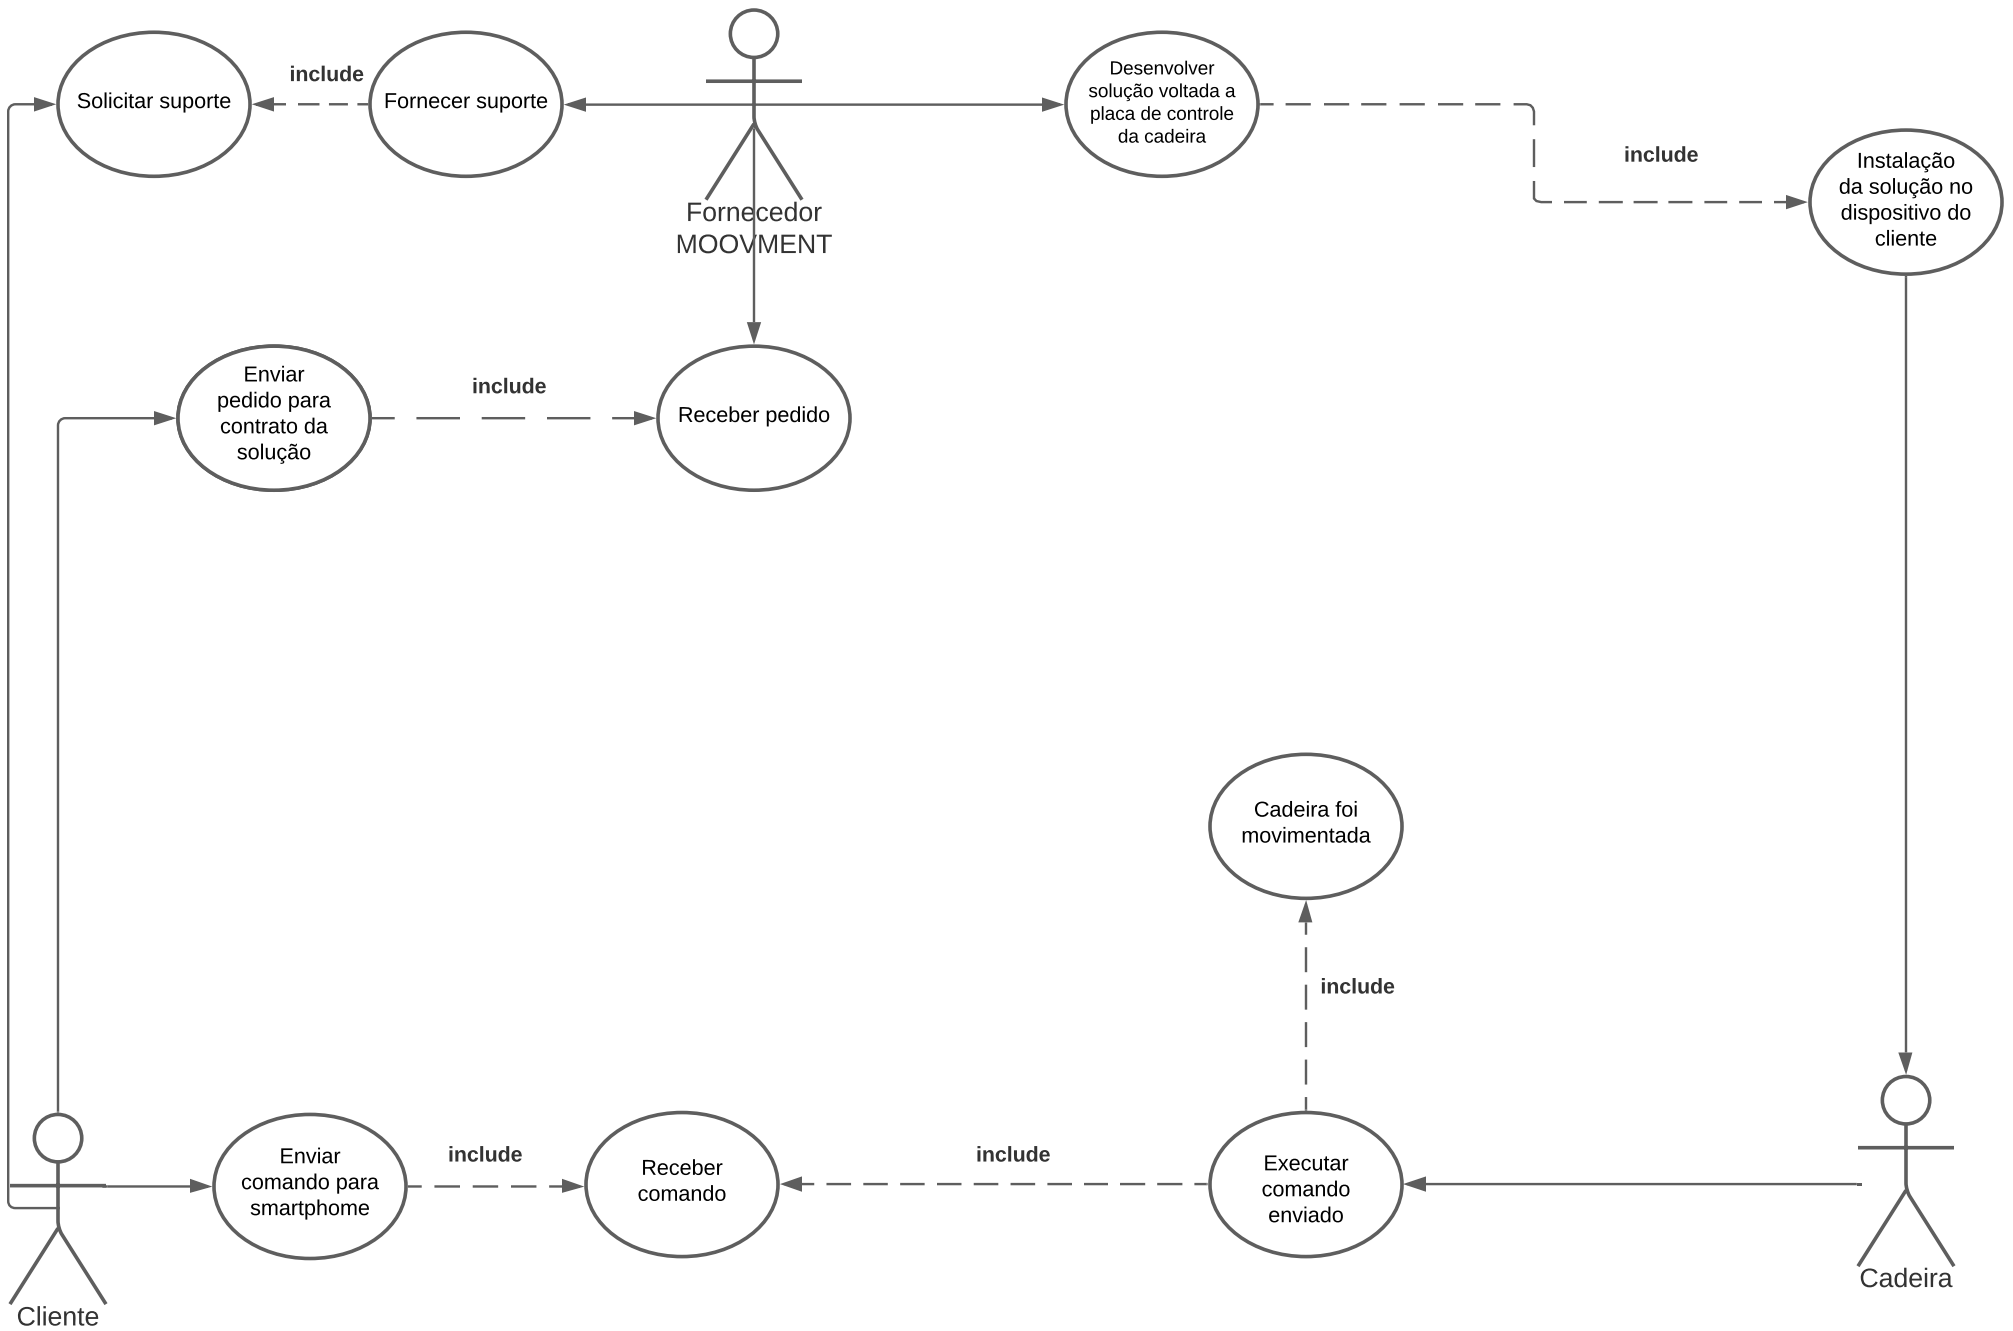 Solicitar suporte
include
Fornecer suporte
Fornecedor
MOOVMENT
Desenvolver
solução voltada a
placa de controle
da cadeira
include
Instalação
da solução no
dispositivo do
cliente
Enviar
pedido para
contrato da
solução
include
Receber pedido
Cadeira foi
movimentada
include
Cliente
Enviar
comando para
smartphome
include
Receber
comando
include
Executar
comando
enviado
Cadeira